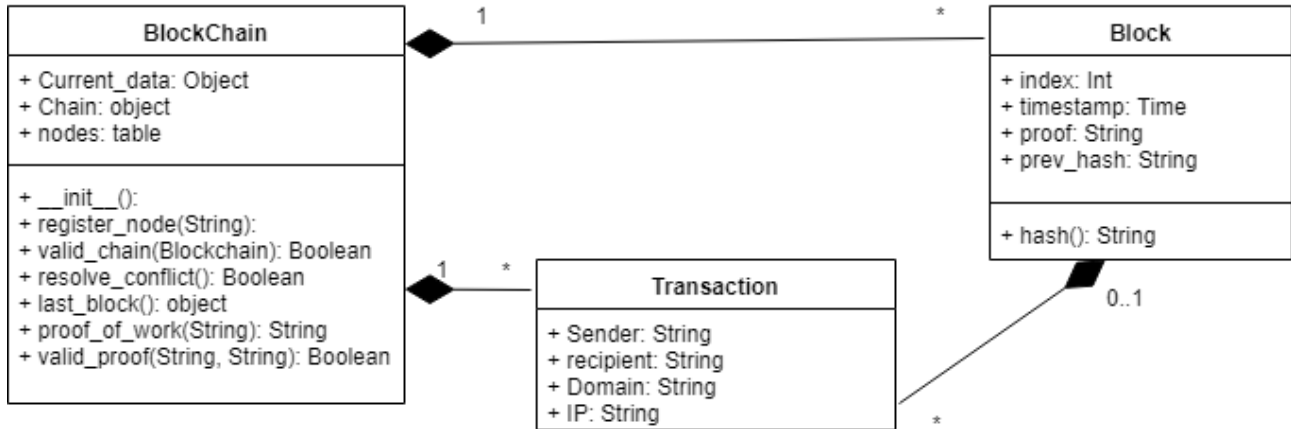 BlockChain
+ Current_data: Object
+ Chain: object
+ nodes: table
+ __init__():
+ register_node(String):
+ valid_chain(Blockchain): Boolean
+ resolve_conflict(): Boolean
+ last_block(): object
+ proof_of_work(String): String
+ valid_proof(String, String): Boolean
1
*
Block
+ index: Int
+ timestamp: Time
+ proof: String
+ prev_hash: String
+ hash(): String
1
*
Transaction
+ Sender: String
+ recipient: String
+ Domain: String
+ IP: String
0..1
*